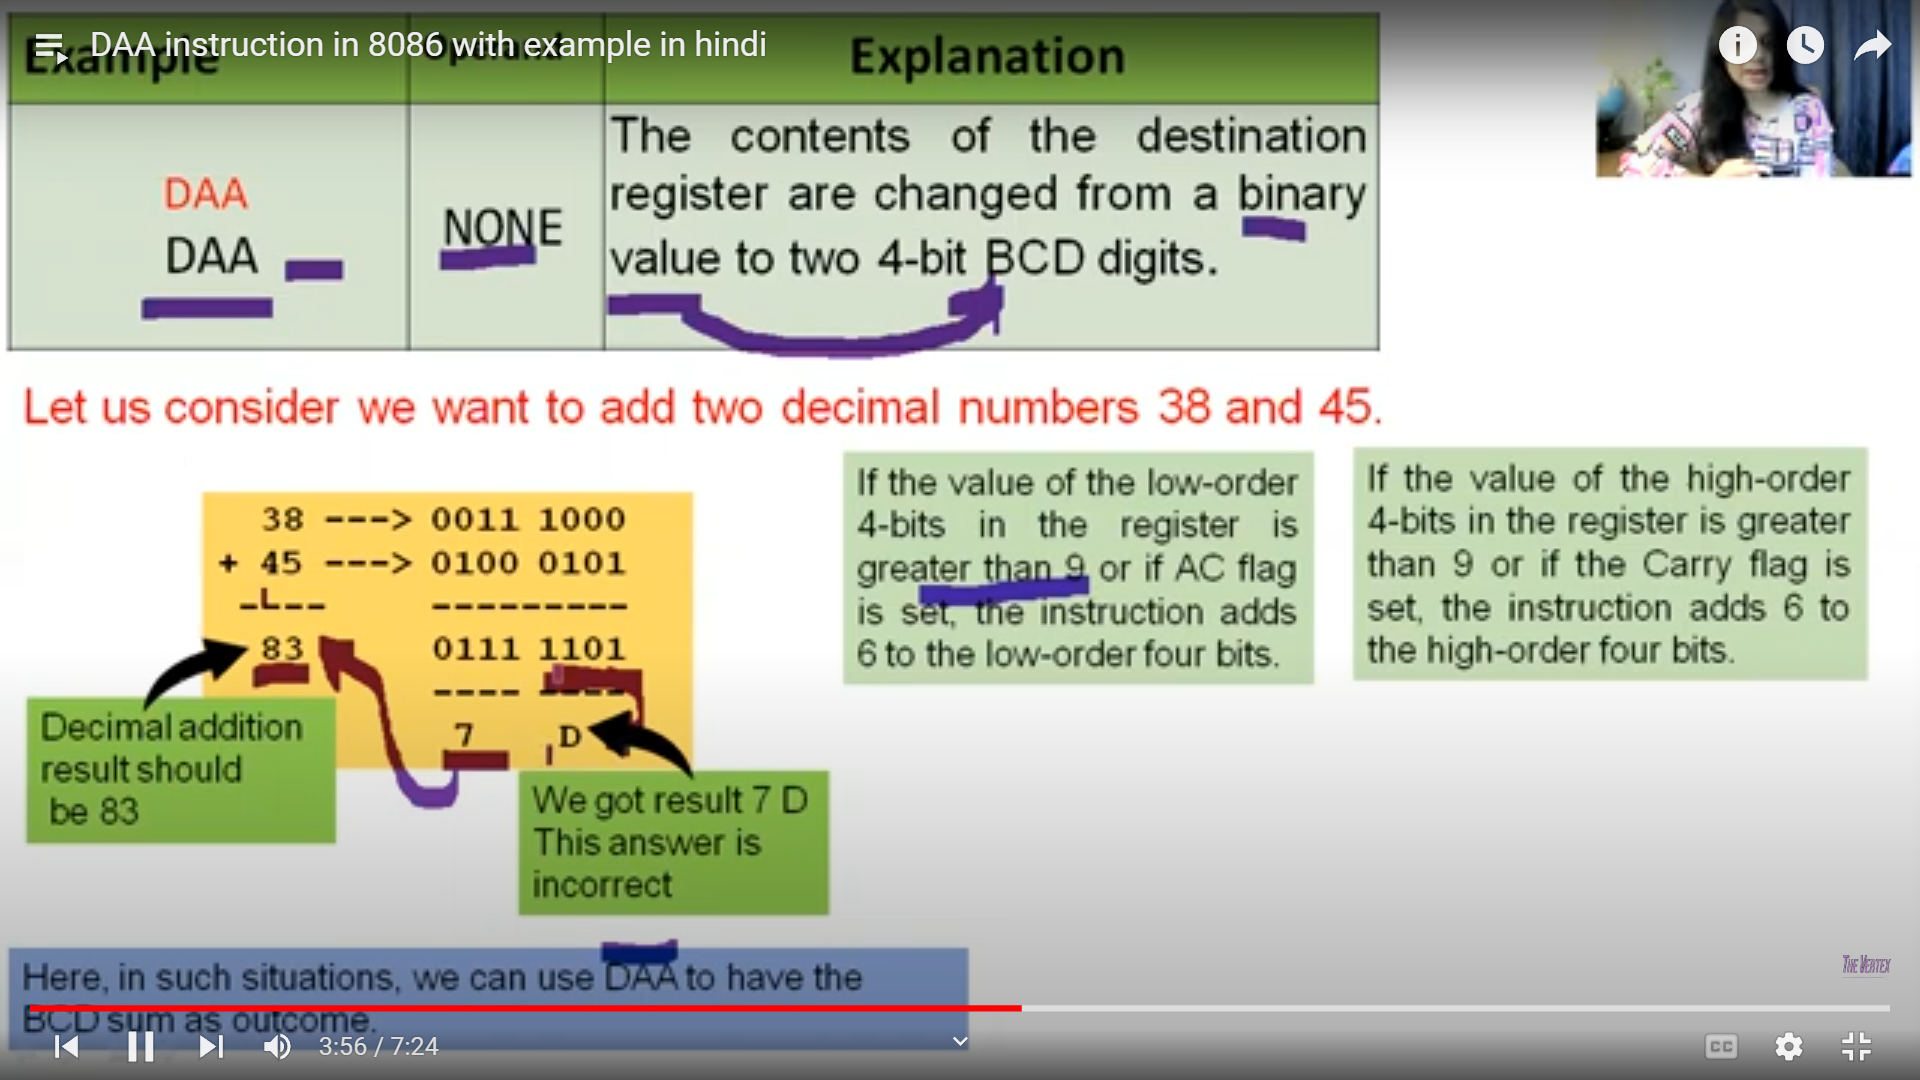 DAA instruction in 8086 with example in hindi
Example
Explanation
DAA
DAA
NONE
The contents of the destination
register are changed from a binary
value to two 4-bit BCD digits.
Let us consider we want to add two decimal numbers 38 and 45.
38 ---> 0011 1000
+ 45 ---> 0100 0101
---- ---------
83 0111 1101
---- ----
7 D
Decimal addition
result should
be 83
We got result 7 D
This answer is
incorrect
If the value of the low-order
4-bits in the register is
greater than 9 or if AC flag
is set, the instruction adds
6 to the low-order four bits.
If the value of the high-order
4-bits in the register is greater
than 9 or if the Carry flag is
set, the instruction adds 6 to
the high-order four bits.
Here, in such situations, we can use DAA to have the
BCD sum as outcome.
THE VERTEX
3:56 / 7:24
CC